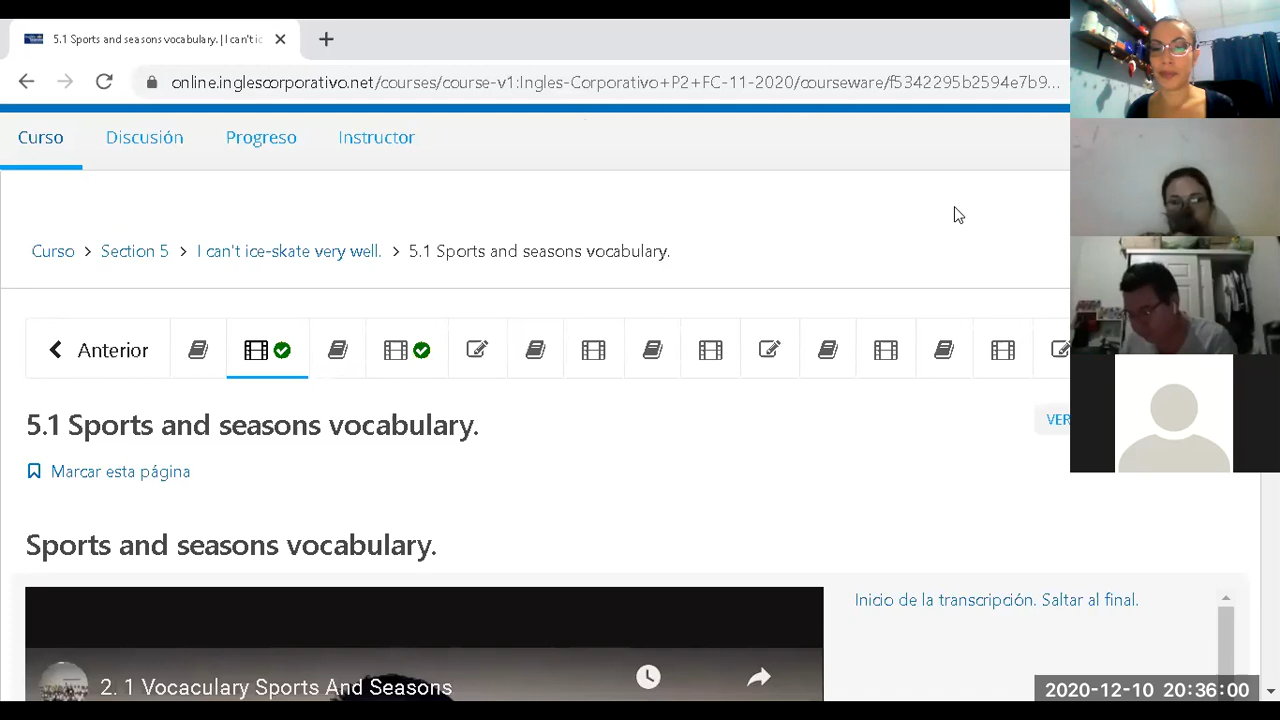 5.1 Sports and seasons vocabulary. | I can't ic
online.inglescorporativo.net/courses/course-v1:Ingles-Corporativo+P2+FC-11-2020/courseware/f5342295b2594e7b9...
Curso Discusión Progreso Instructor
Curso > Section 5 > I can't ice-skate very well. > 5.1 Sports and seasons vocabulary.
Anterior
5.1 Sports and seasons vocabulary.
VER
Marcar esta página
Sports and seasons vocabulary.
Inicio de la transcripción. Saltar al final.
2. 1 Vocaculary Sports And Seasons
2020-12-10 20:36:00